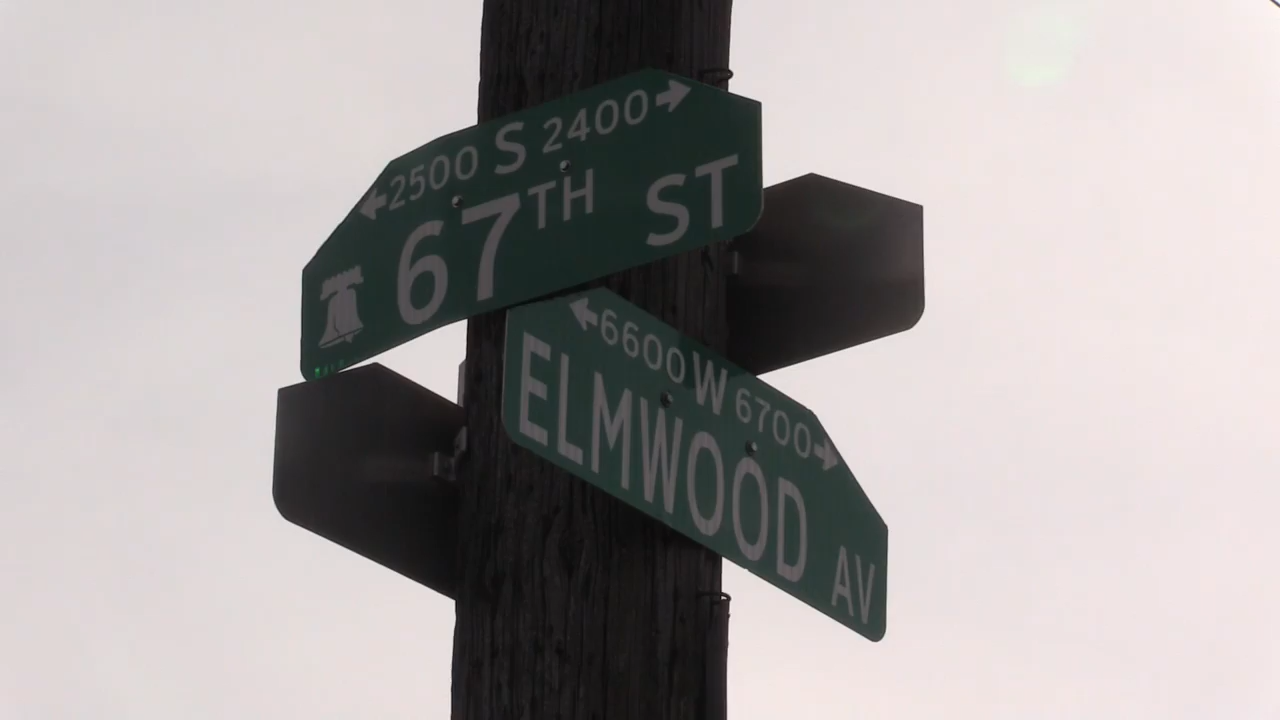 ←2500 S 2400→
67TH ST
←6600 W 6700→
ELMWOOD AV